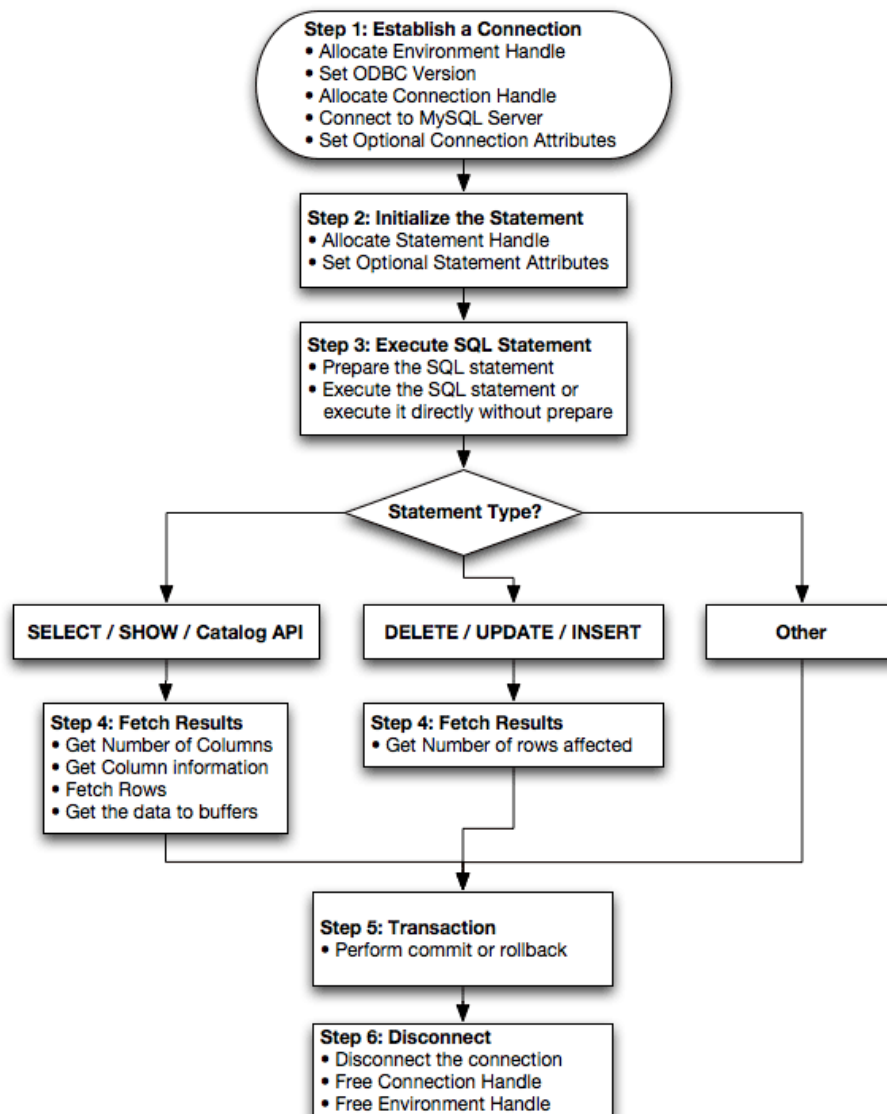 Step 1: Establish a Connection
• Allocate Environment Handle
• Set ODBC Version
• Allocate Connection Handle
• Connect to MySQL Server
• Set Optional Connection Attributes
Step 2: Initialize the Statement
• Allocate Statement Handle
• Set Optional Statement Attributes
Step 3: Execute SQL Statement
• Prepare the SQL statement
• Execute the SQL statement or
execute it directly without prepare
Statement Type?
SELECT / SHOW / Catalog API
DELETE / UPDATE / INSERT
Other
Step 4: Fetch Results
• Get Number of Columns
• Get Column information
• Fetch Rows
• Get the data to buffers
Step 4: Fetch Results
• Get Number of rows affected
Step 5: Transaction
• Perform commit or rollback
Step 6: Disconnect
• Disconnect the connection
• Free Connection Handle
• Free Environment Handle